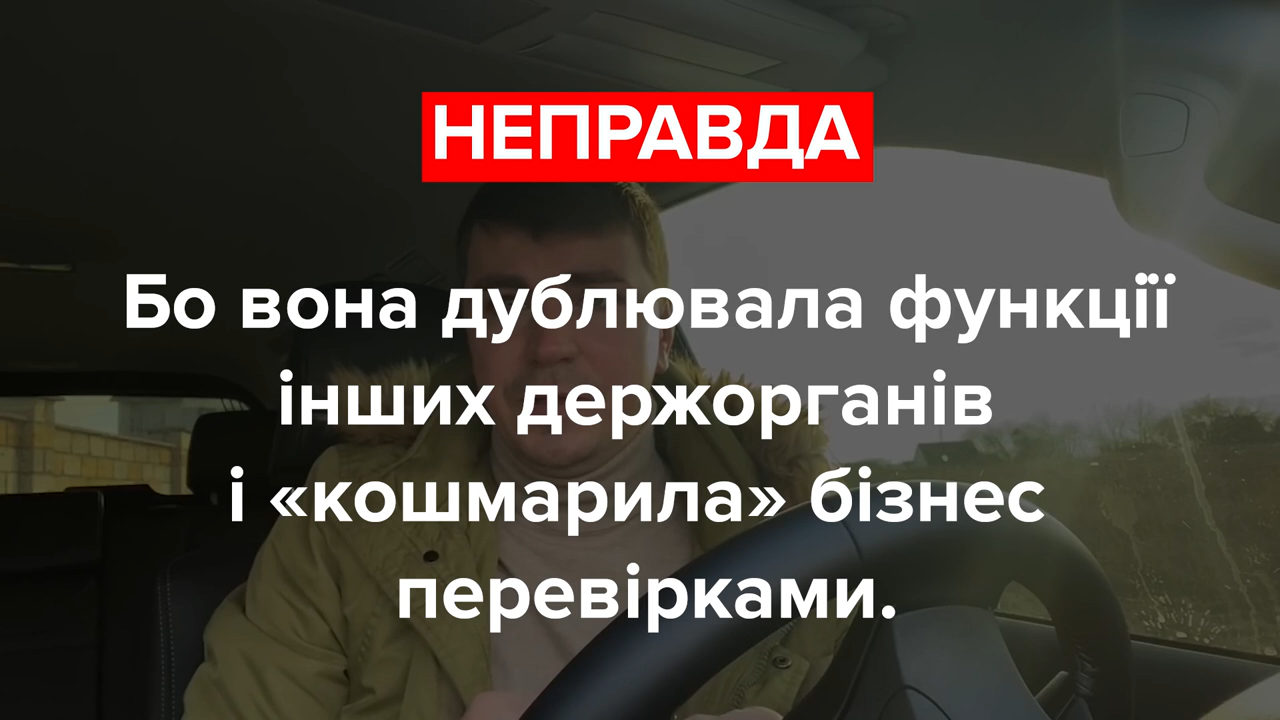 НЕПРАВДА
Бо вона дублювала функції
інших держорганів
і «кошмарила» бізнес
перевірками.